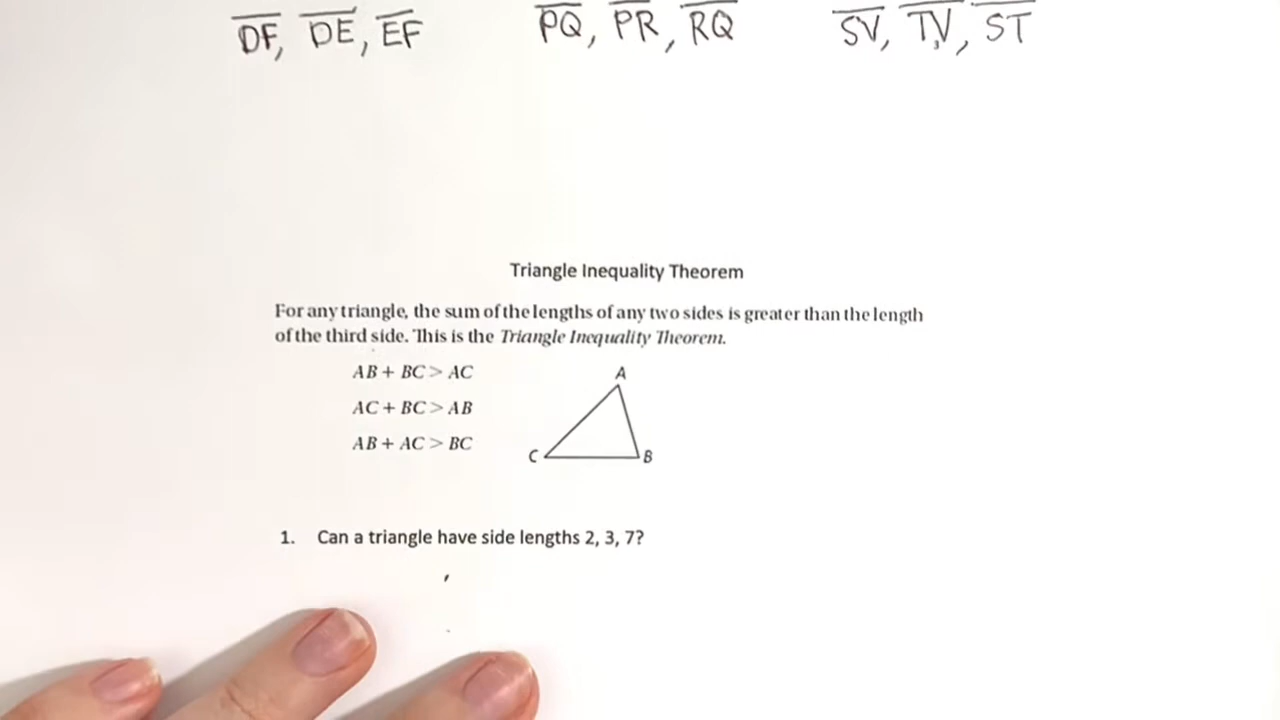 DF, DE, EF PQ, PR, RQ SV, TV, ST
Triangle Inequality Theorem
For any triangle, the sum of the lengths of any two sides is greater than the length
of the third side. This is the Triangle Inequality Theorem.
AB + BC > AC
AC + BC > AB
AB + AC > BC
A
C
B
1. Can a triangle have side lengths 2, 3, 7?